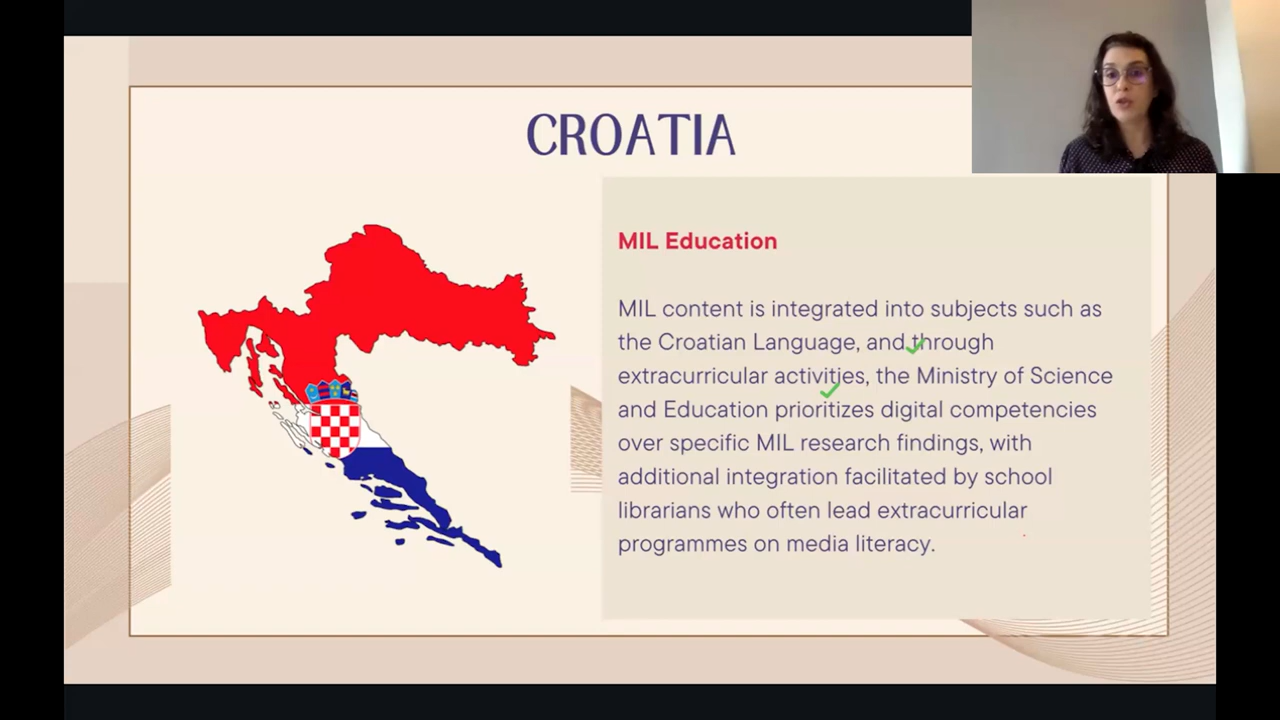 CROATIA
MIL Education
MIL content is integrated into subjects such as
the Croatian Language, and through
extracurricular activities, the Ministry of Science
and Education prioritizes digital competencies
over specific MIL research findings, with
additional integration facilitated by school
librarians who often lead extracurricular
programmes on media literacy.